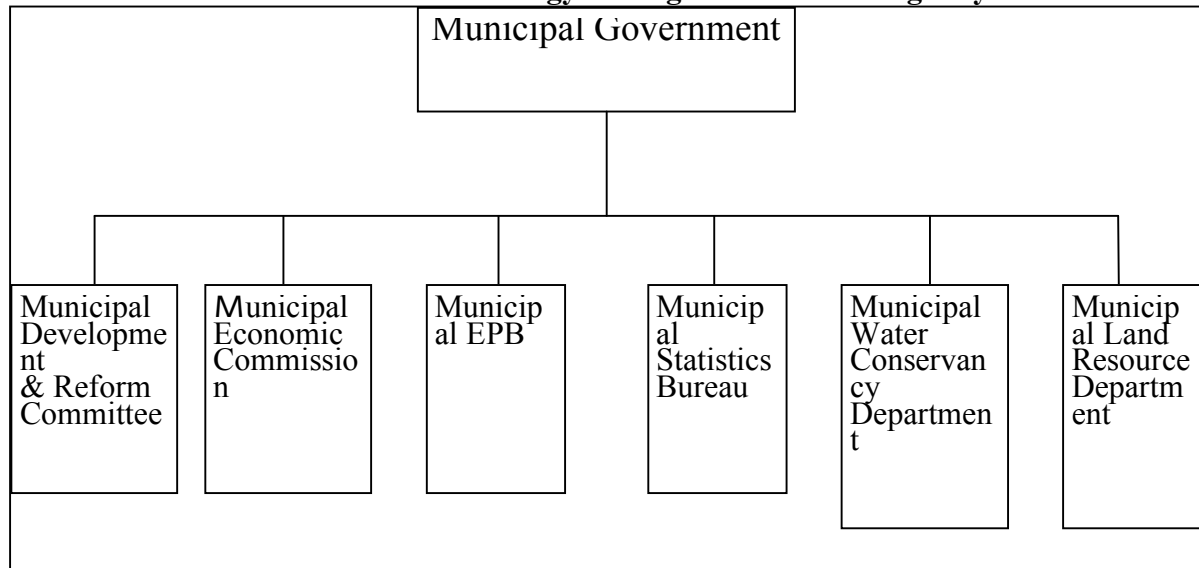 Municipal Government
Municipal
Developme
nt
& Reform
Committee
Municipal
Economic
Commissio
n
Municip
al EPB
Municip
al
Statistics
Bureau
Municipal
Water
Conservan
cy
Departmen
t
Municip
al Land
Resource
Departm
ent